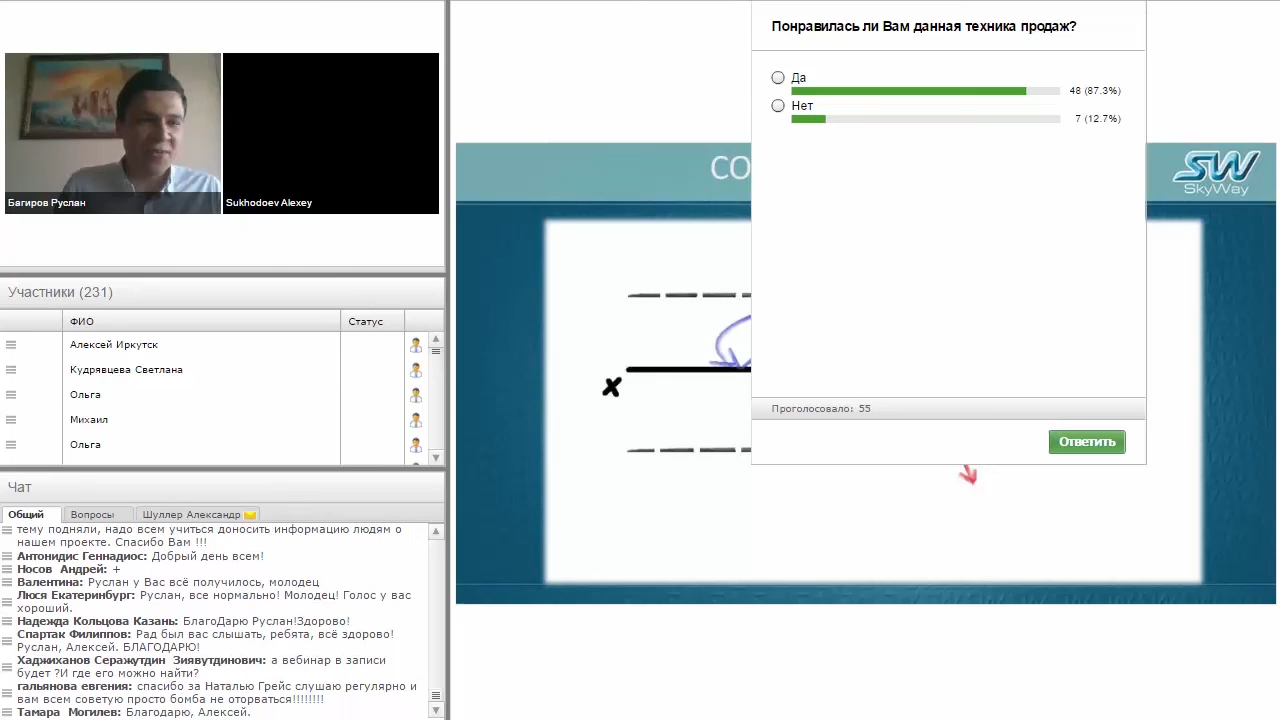 Багиров Руслан
Sukhodoev Alexey
Участники (231)
ФИО
Статус
Алексей Иркутск
Кудрявцева Светлана
Ольга
Михаил
Ольга
Чат
Общий
Вопросы
Шуллер Александр
тему подняли, надо всем учиться доносить информацию людям о
нашем проекте. Спасибо Вам !!!
Антонидис Геннадиос: Добрый день всем!
Носов Андрей: +
Валентина: Руслан у Вас всё получилось, молодец
Люся Екатеринбург: Руслан, все нормально! Молодец! Голос у вас
хороший.
Надежда Кольцова Казань: БлагоДарю Руслан!Здорово!
Спартак Филиппов: Рад был вас слышать, ребята, всё здорово!
Руслан, Алексей. БЛАГОДАРЮ!
Хаджиханов Серажутдин Зиявутдинович: а вебинар в записи
будет ?И где его можно найти?
гальянова евгения: спасибо за Наталью Грейс слушаю регулярно и
вам всем советую просто бомба не оторваться!!!!!!!!
Тамара Могилев: Благодарю, Алексей.
СО
x
Понравилась ли Вам данная техника продаж?
Да
48 (87.3%)
Нет
7 (12.7%)
Проголосовало: 55
Ответить
SW
SkyWay